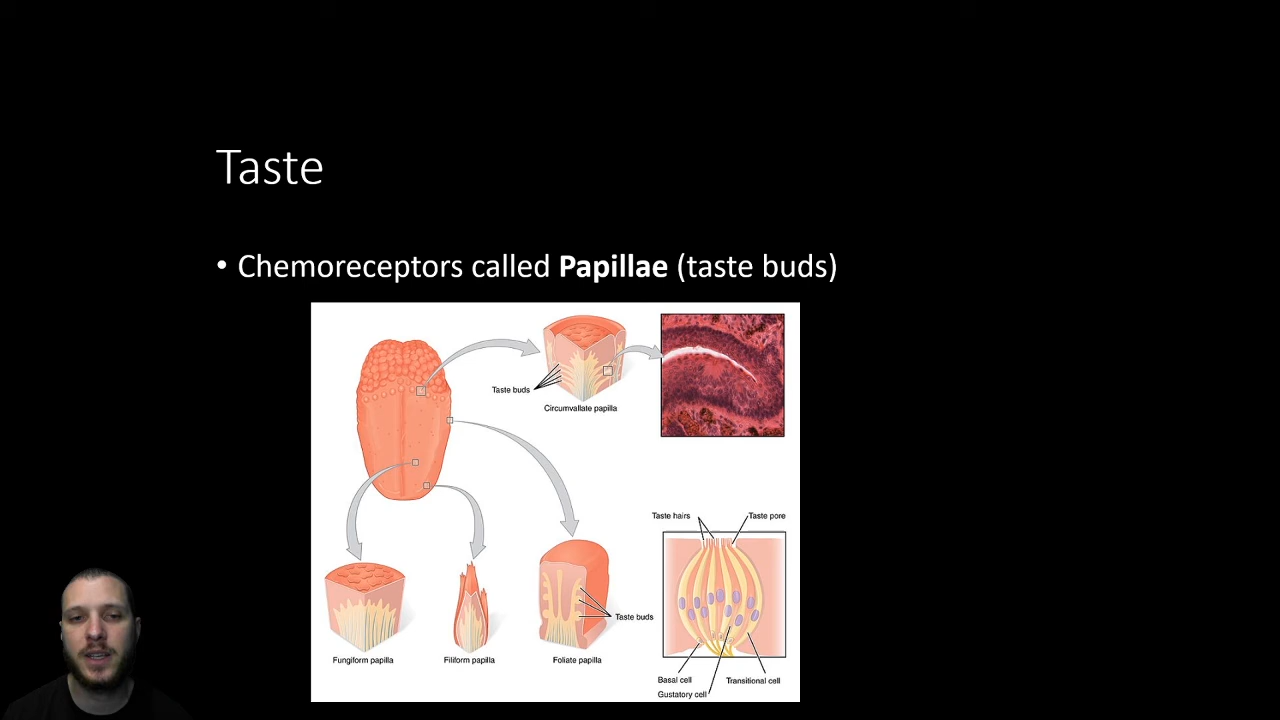 Taste
• Chemoreceptors called Papillae (taste buds)
Taste buds
Circumvallate papilla
Taste hairs
Taste pore
Taste buds
Fungiform papilla
Filiform papilla
Foliate papilla
Basal cell
Transitional cell
Gustatory cell